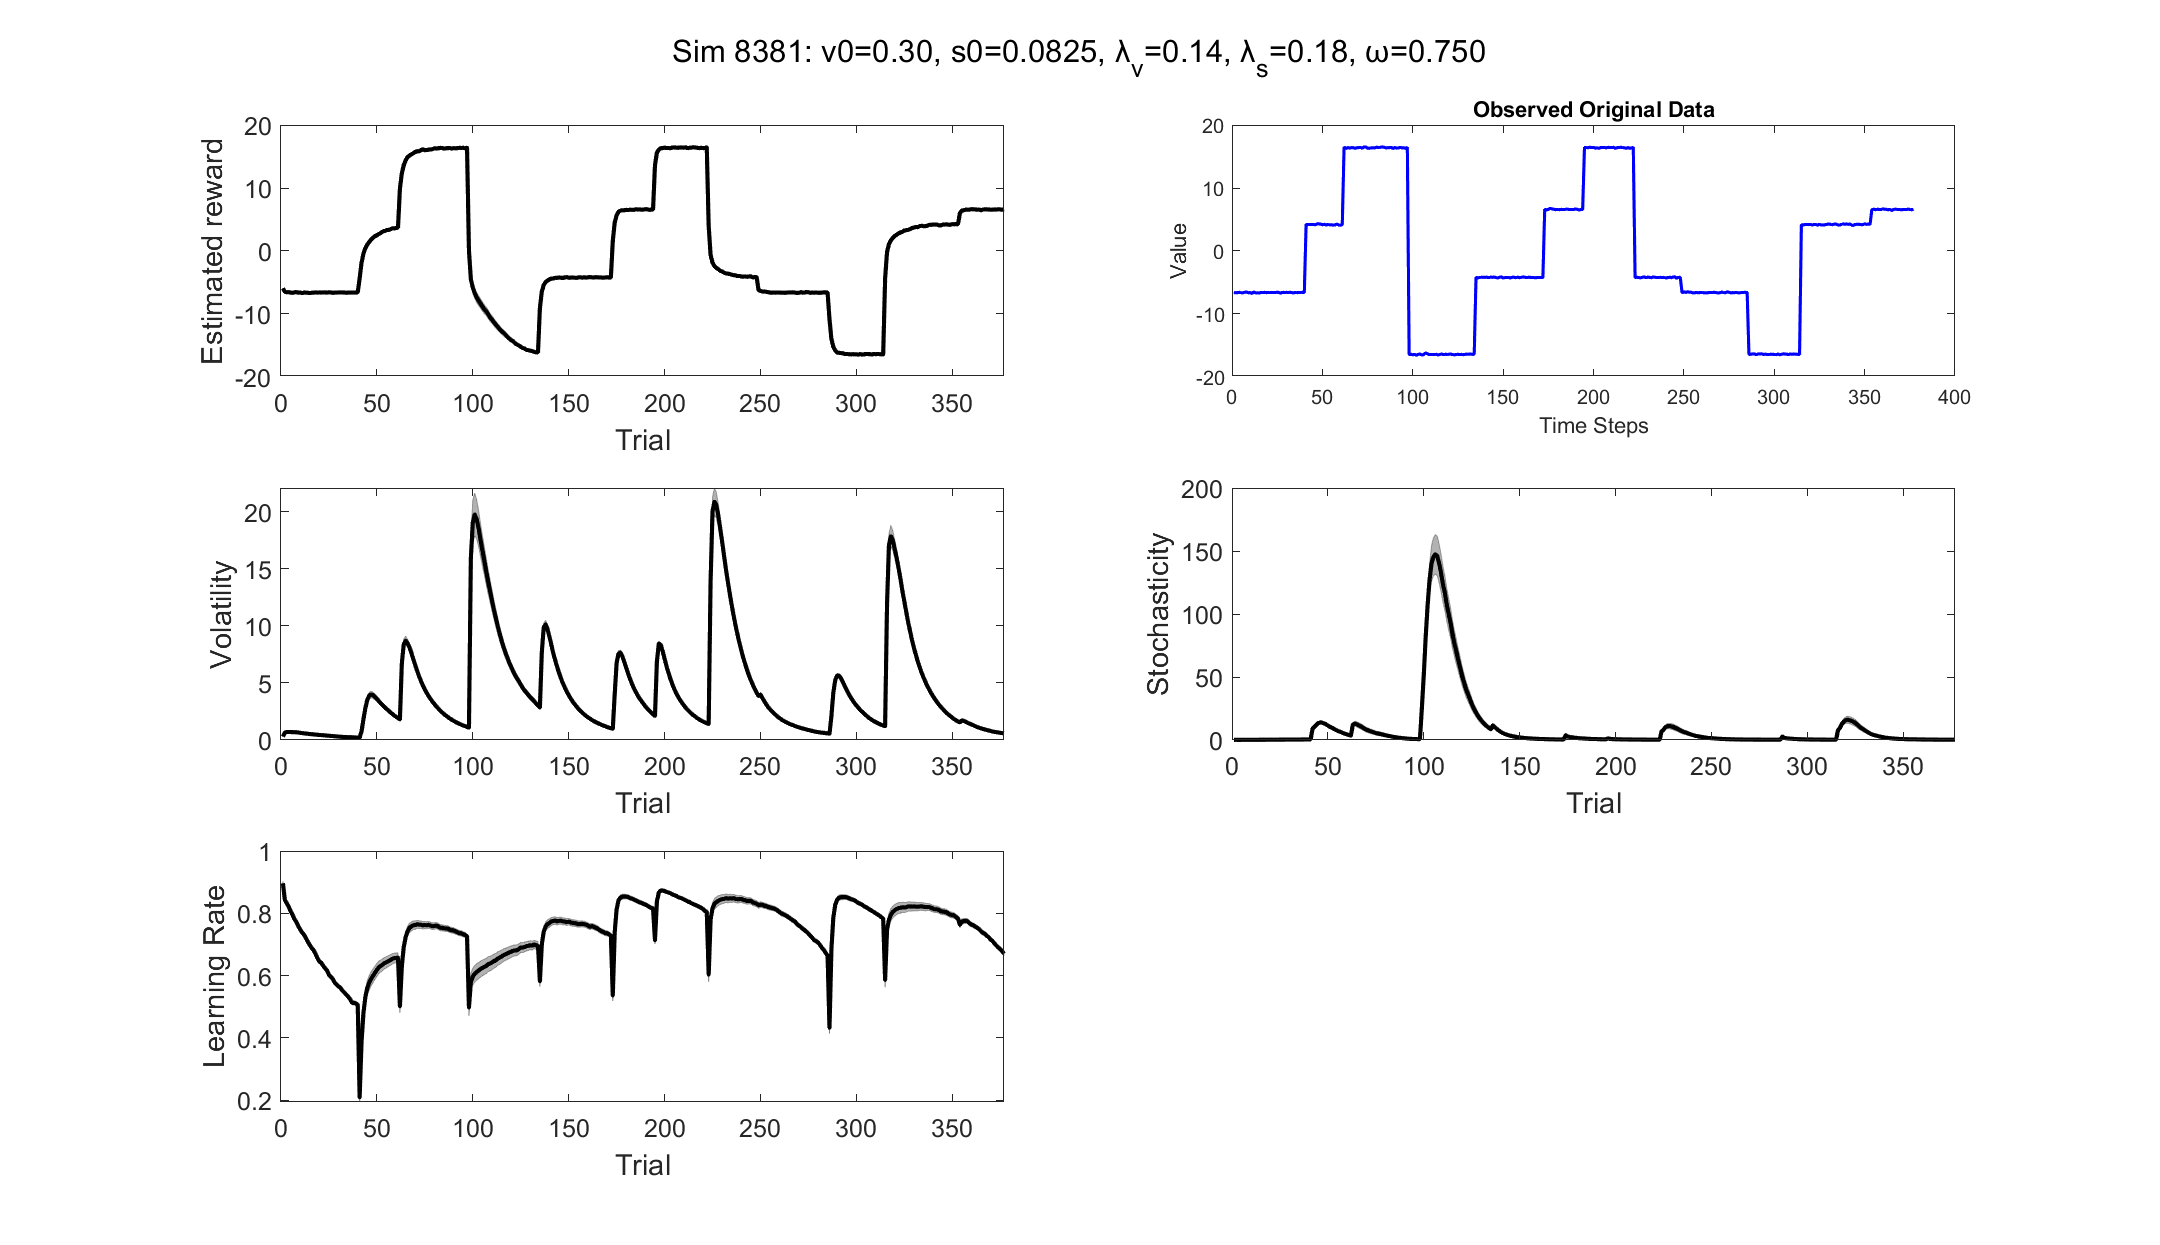 Sim 8381: v0=0.30, s0=0.0825, λv=0.14, λs=0.18, ω=0.750
20
10
0
-10
-20
Estimated reward
0 50 100 150 200 250 300 350
Trial
Observed Original Data
20
10
0
-10
-20
Value
0 50 100 150 200 250 300 350 400
Time Steps
20
15
10
5
0
Volatility
0 50 100 150 200 250 300 350
Trial
200
150
100
50
0
Stochasticity
0 50 100 150 200 250 300 350
Trial
1
0.8
0.6
0.4
0.2
Learning Rate
0 50 100 150 200 250 300 350
Trial